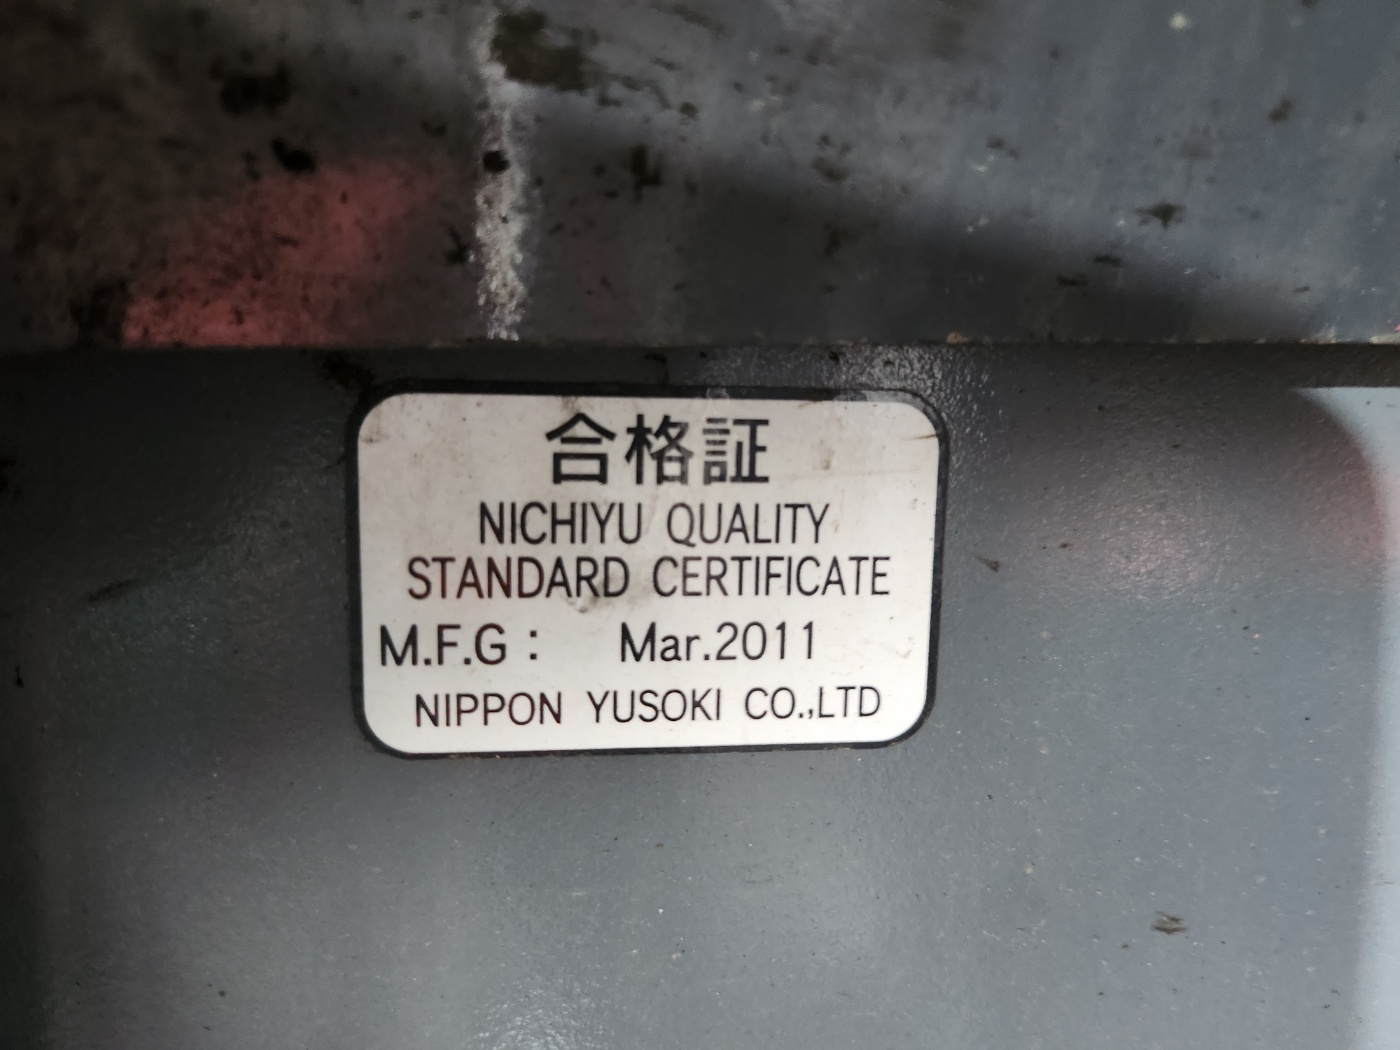 合格証
NICHIYU QUALITY
STANDARD CERTIFICATE
M.F.G : Mar.2011
NIPPON YUSOKI CO.,LTD